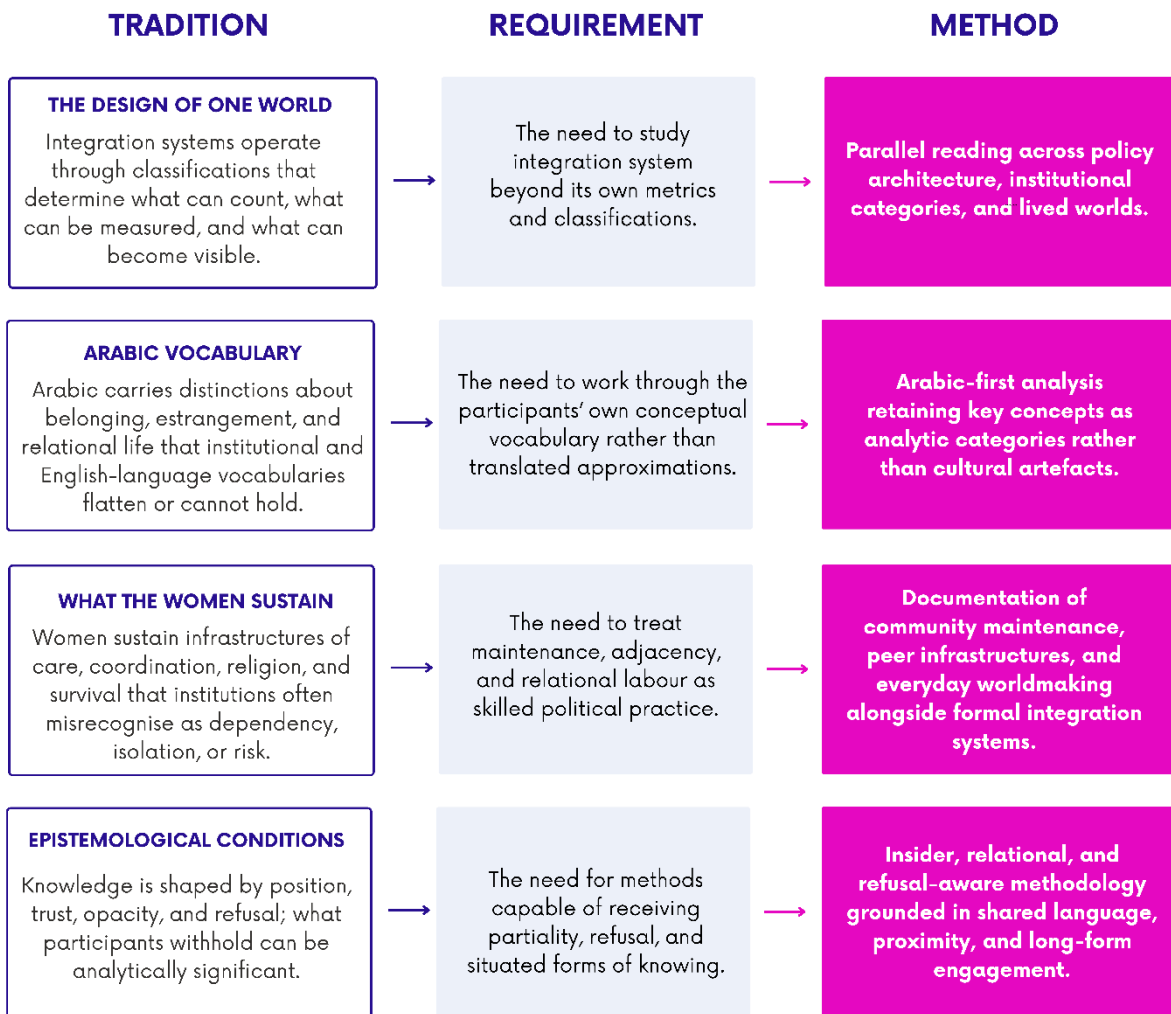 TRADITION
REQUIREMENT
METHOD
THE DESIGN OF ONE WORLD
Integration systems operate
through classifications that
determine what can count, what
can be measured, and what can
become visible.
The need to study
integration system
beyond its own metrics
and classifications.
Parallel reading across policy
architecture, institutional
categories, and lived worlds.
ARABIC VOCABULARY
Arabic carries distinctions about
belonging, estrangement, and
relational life that institutional and
English-language vocabularies
flatten or cannot hold.
The need to work through the
participants' own conceptual
vocabulary rather than
translated approximations.
Arabic-first analysis
retaining key concepts as
analytic categories rather
than cultural artefacts.
WHAT THE WOMEN SUSTAIN
Women sustain infrastructures of
care, coordination, religion, and
survival that institutions often
misrecognise as dependency,
isolation, or risk.
The need to treat
maintenance, adjacency,
and relational labour as
skilled political practice.
Documentation of
community maintenance,
peer infrastructures, and
everyday worldmaking
alongside formal integration
systems.
EPISTEMOLOGICAL CONDITIONS
Knowledge is shaped by position,
trust, opacity, and refusal; what
participants withhold can be
analytically significant.
The need for methods
capable of receiving
partiality, refusal, and
situated forms of knowing.
Insider, relational, and
refusal-aware methodology
grounded in shared language,
proximity, and long-form
engagement.